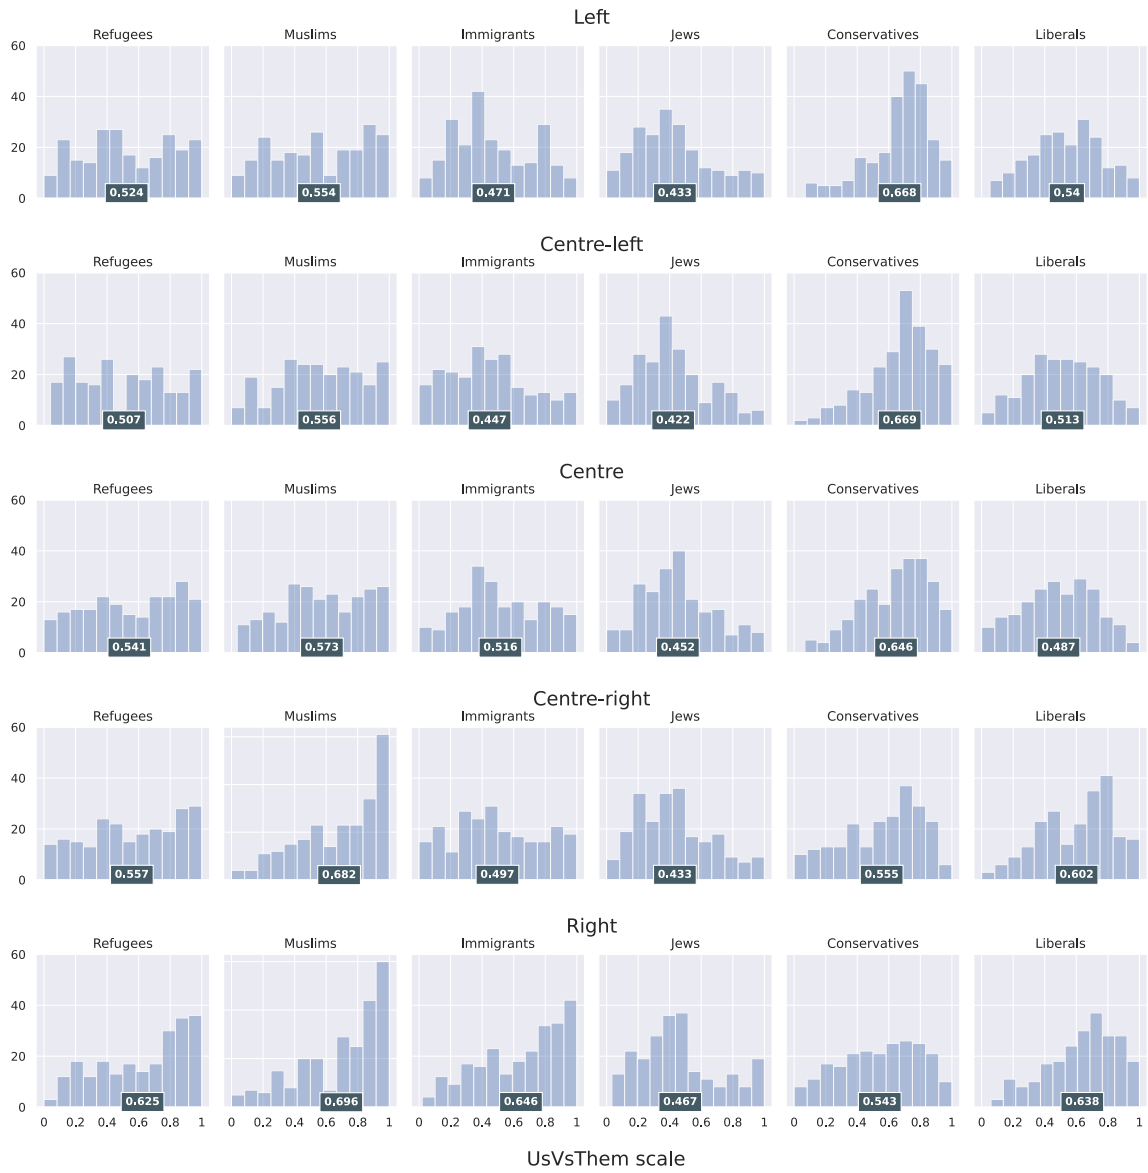 Left
Refugees Muslims Immigrants Jews Conservatives Liberals
60
40
20
0
0.524 0.554 0.471 0.433 0.668 0.54
Centre-left
Refugees Muslims Immigrants Jews Conservatives Liberals
60
40
20
0
0.507 0.556 0.447 0.422 0.669 0.513
Centre
Refugees Muslims Immigrants Jews Conservatives Liberals
60
40
20
0
0.541 0.573 0.516 0.452 0.646 0.487
Centre-right
Refugees Muslims Immigrants Jews Conservatives Liberals
60
40
20
0
0.557 0.682 0.497 0.433 0.555 0.602
Right
Refugees Muslims Immigrants Jews Conservatives Liberals
60
40
20
0
0.625 0.696 0.646 0.467 0.543 0.638
0 0.2 0.4 0.6 0.8 1 0 0.2 0.4 0.6 0.8 1 0 0.2 0.4 0.6 0.8 1 0 0.2 0.4 0.6 0.8 1 0 0.2 0.4 0.6 0.8 1 0 0.2 0.4 0.6 0.8 1
UsVsThem scale